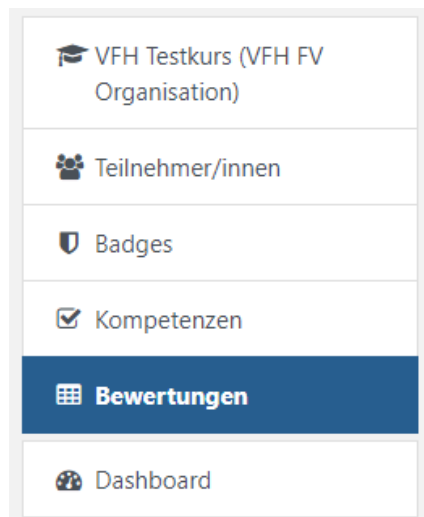 VFH Testkurs (VFH FV
Organisation)
Teilnehmer/innen
Badges
Kompetenzen
Bewertungen
Dashboard